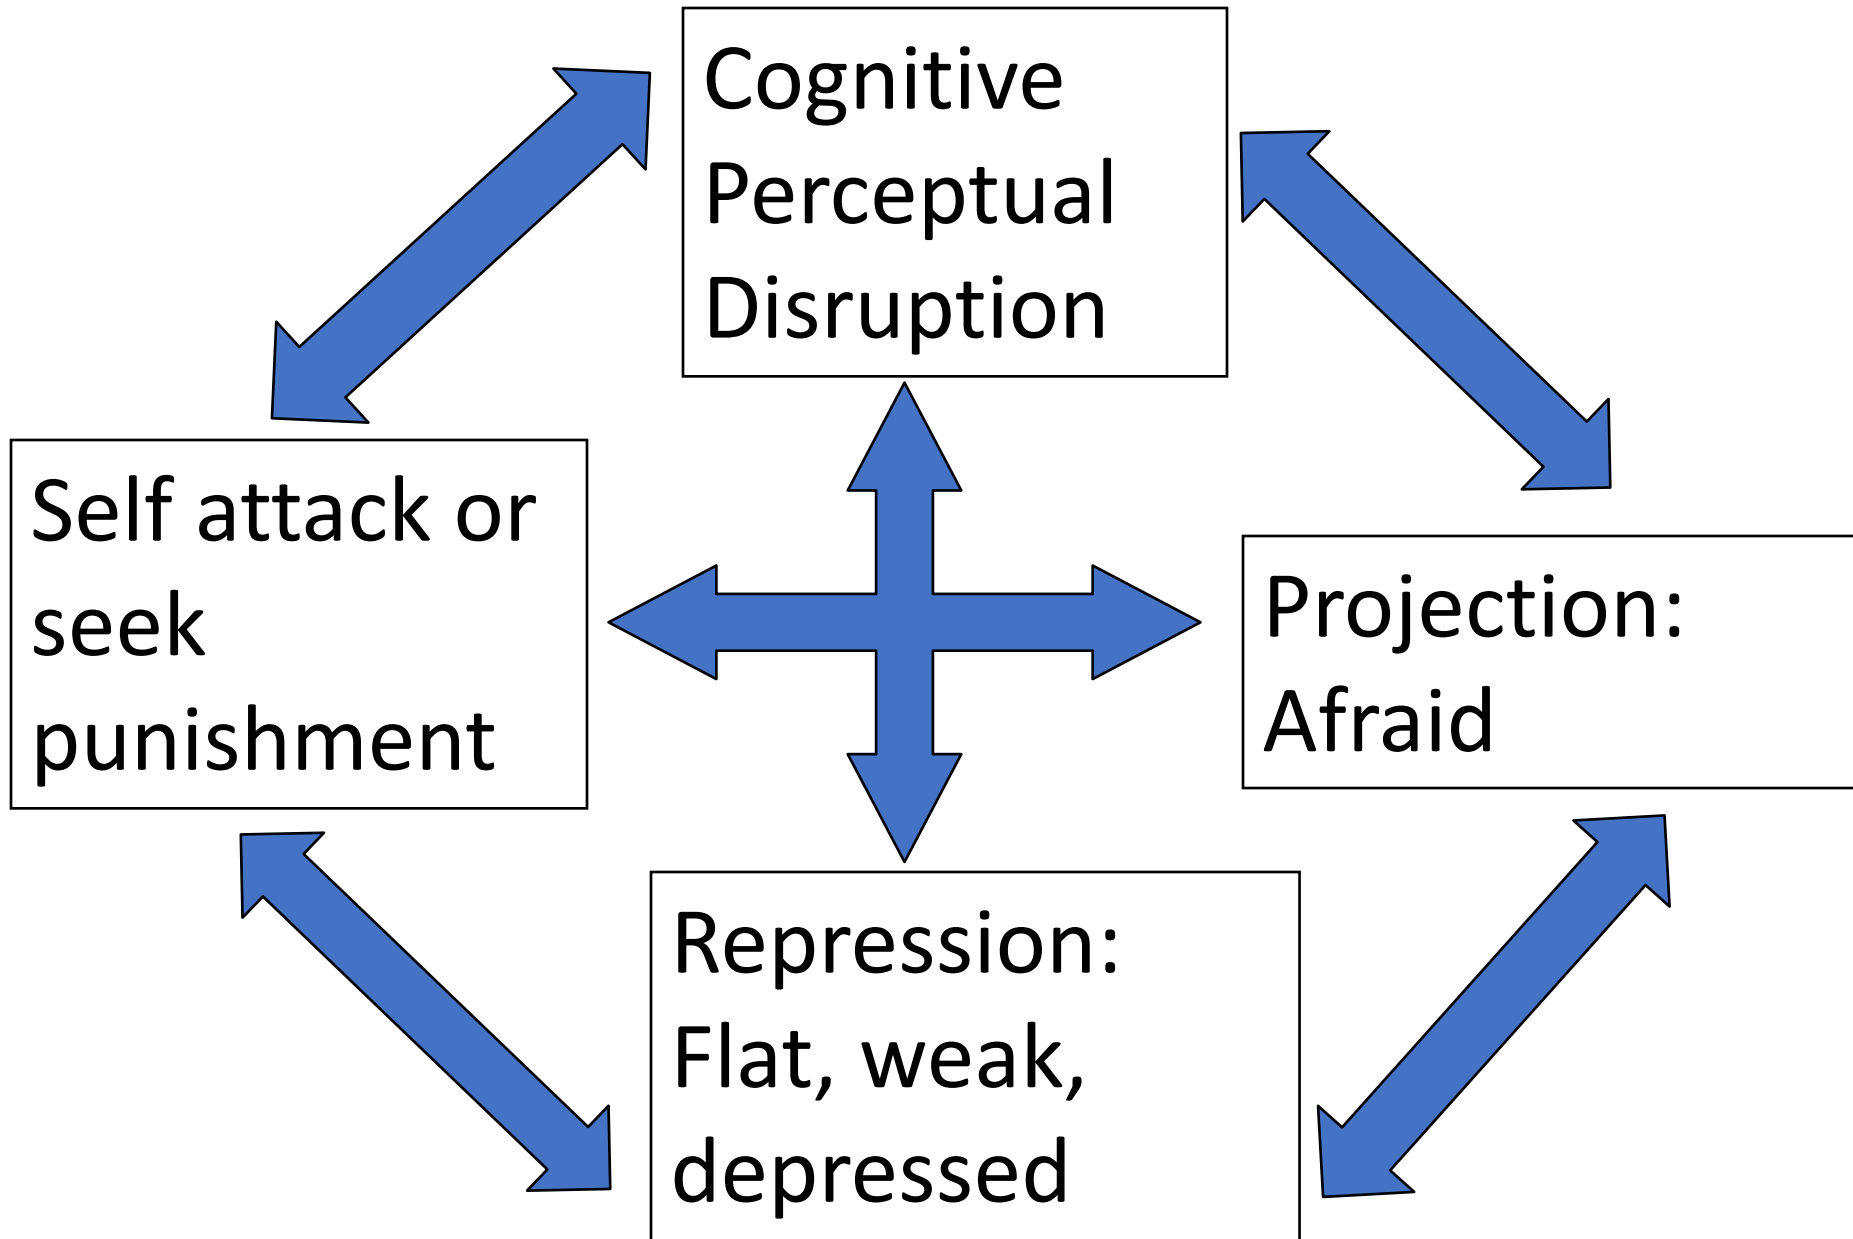 Cognitive
Perceptual
Disruption
Self attack or
seek
punishment
Projection:
Afraid
Repression:
Flat, weak,
depressed